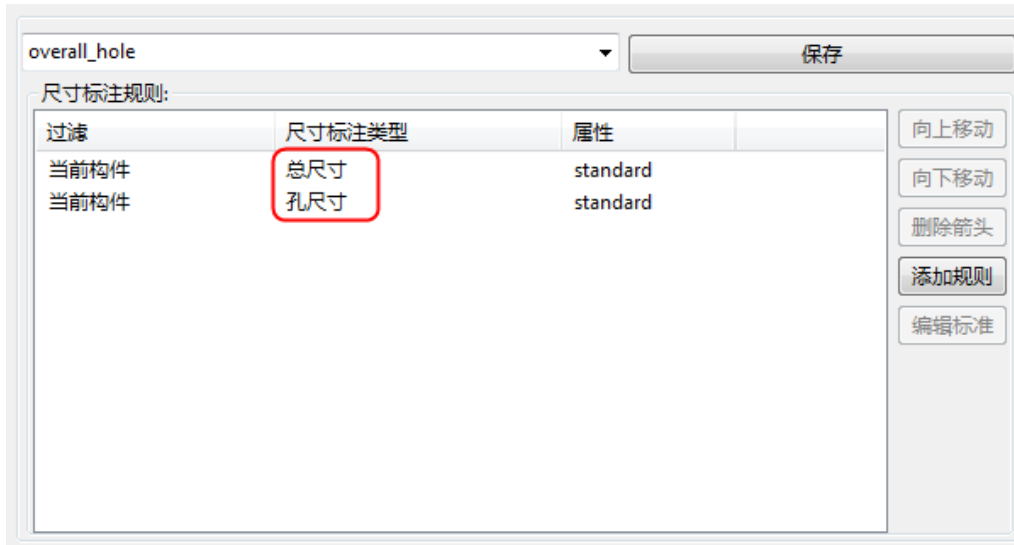 overall_hole 保存
尺寸标注规则:
过滤 尺寸标注类型 属性 向上移动
当前构件 总尺寸 standard 向下移动
当前构件 孔尺寸 standard
删除箭头
添加规则
编辑标准